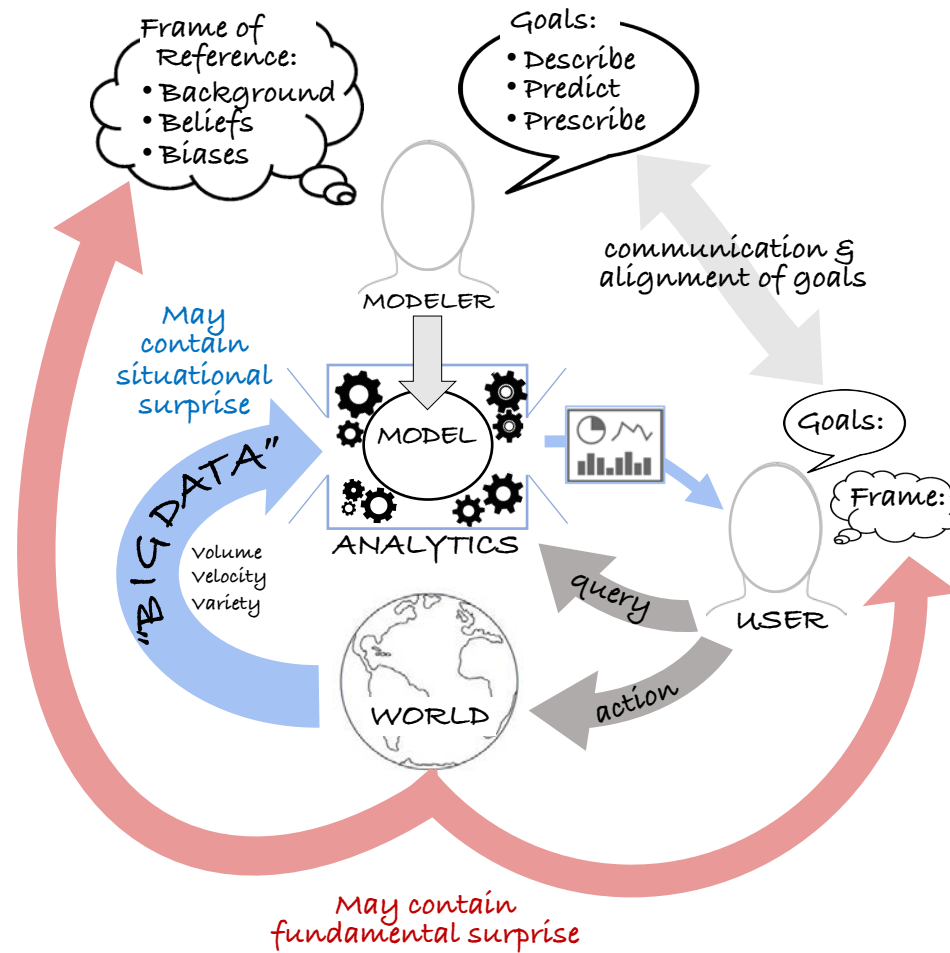 Frame of
Reference:
• Background
• Beliefs
• Biases
Goals:
• Describe
• Predict
• Prescribe
MODELER
communication &
alignment of goals
May
contain
situational
surprise
MODEL
ANALYTICS
"BIG DATA"
Volume
Velocity
Variety
Goals:
Frame:
USER
query
action
WORLD
May contain
fundamental surprise